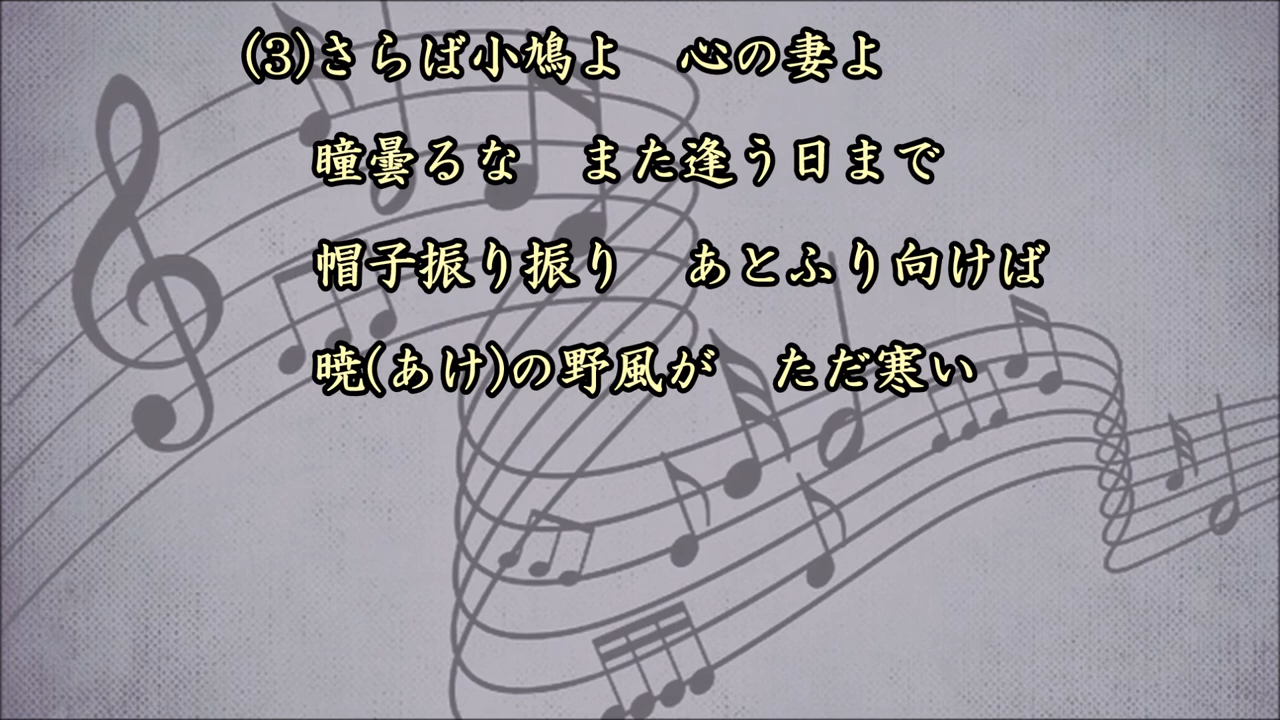 (3)さらば小鳩よ　心の妻よ
瞳曇るな　また逢う日まで
帽子振り振り　あとふり向けば
暁(あけ)の野風が　ただ寒い